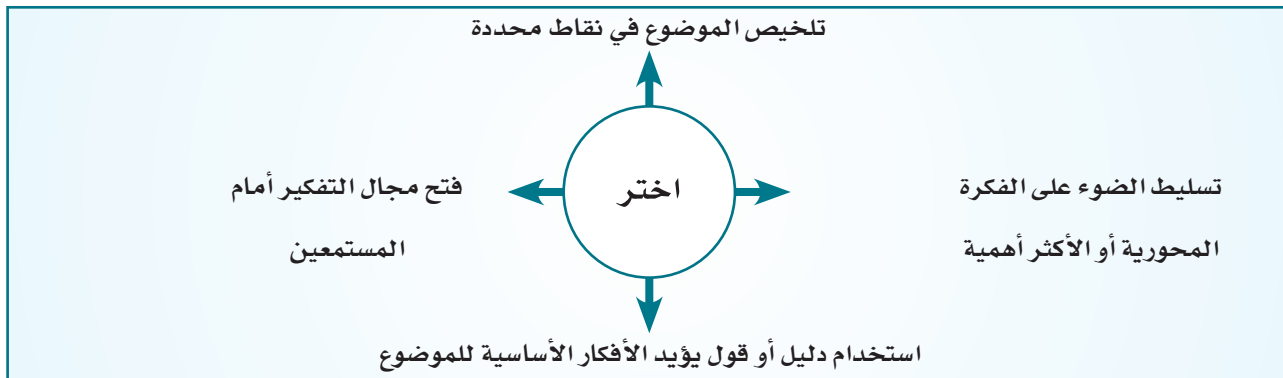 تلخيص الموضوع في نقاط محددة
تسليط الضوء على الفكرة
المحورية أو الأكثر أهمية
اختر
فتح مجال التفكير أمام
المستمعين
استخدام دليل أو قول يؤيد الأفكار الأساسية للموضوع